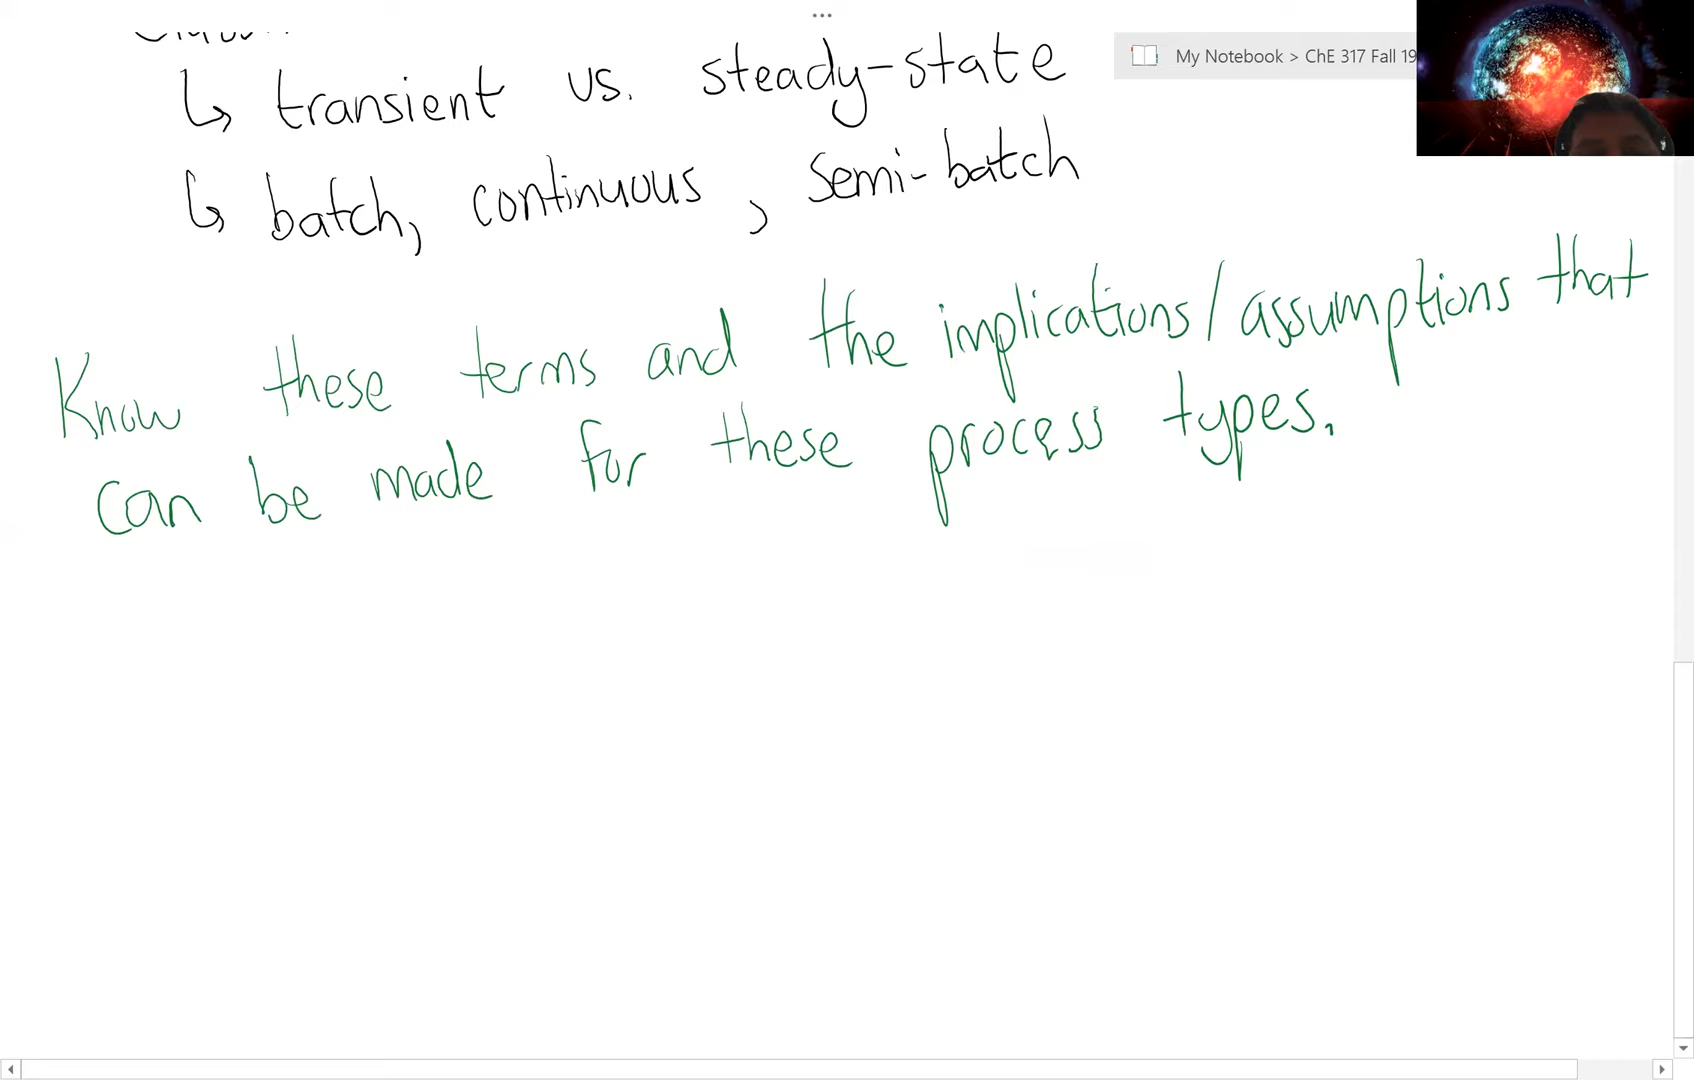 My Notebook > ChE 317 Fall 19
↳ transient vs. steady-state
↳ batch, continuous, semi-batch
Know these terms and the implications/assumptions that
can be made for these process types.